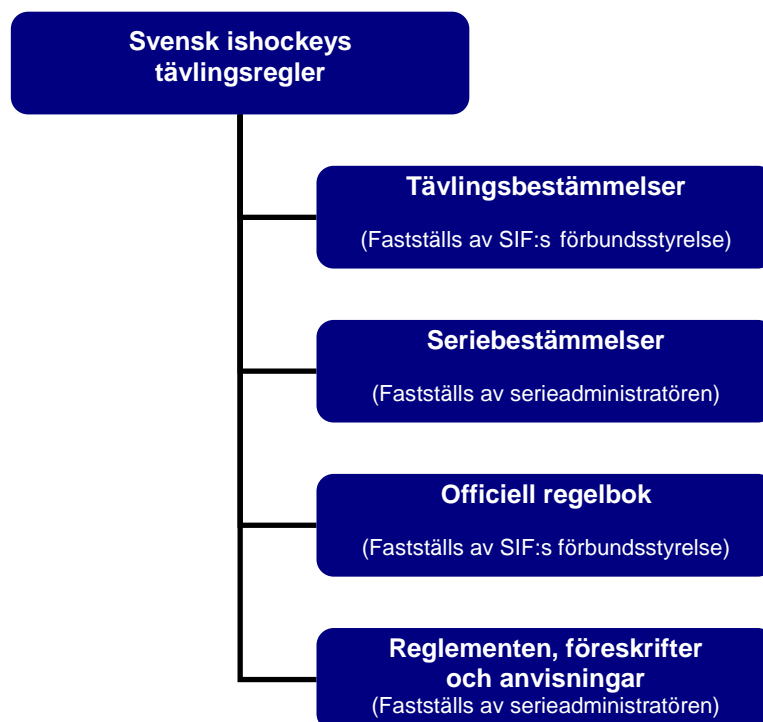 Svensk ishockeys
tävlingsregler
Tävlingsbestämmelser
(Fastställs av SIF:s förbundsstyrelse)
Seriebestämmelser
(Fastställs av serieadministratören)
Officiell regelbok
(Fastställs av SIF:s förbundsstyrelse)
Reglementen, föreskrifter
och anvisningar
(Fastställs av serieadministratören)